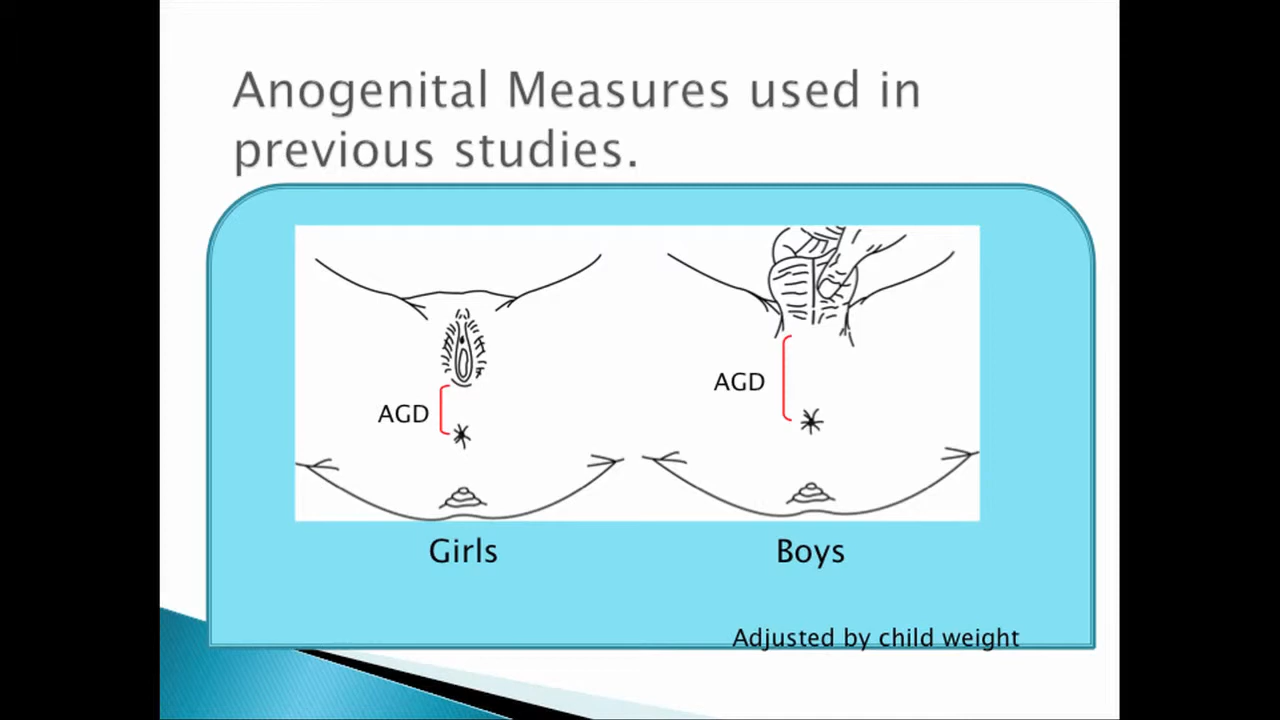 Anogenital Measures used in
previous studies.
AGD
AGD
Girls
Boys
Adjusted by child weight